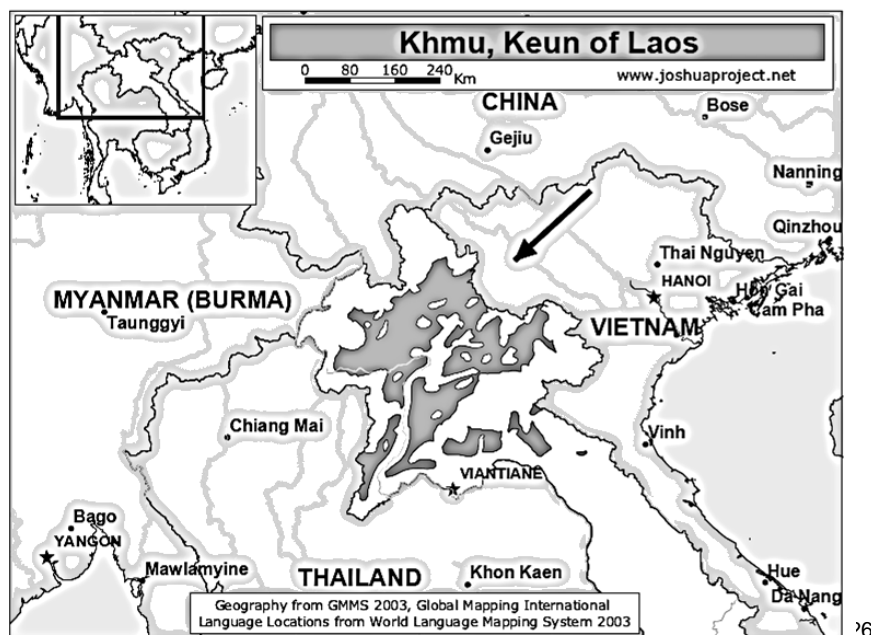 Khmu, Keun of Laos
0 80 160 240 Km
www.joshuaproject.net
CHINA
Bose
Gejiu
Nanning
Qinzhou
Thai Nguyen
HANOI
Hon Gai
Cam Pha
MYANMAR (BURMA)
Taunggyi
VIETNAM
Chiang Mai
Vinh
VIANTIANE
Bago
YANGON
Mawlamyine
THAILAND
Khon Kaen
Hue
Da Nang
Geography from GMMS 2003, Global Mapping International
Language Locations from World Language Mapping System 2003